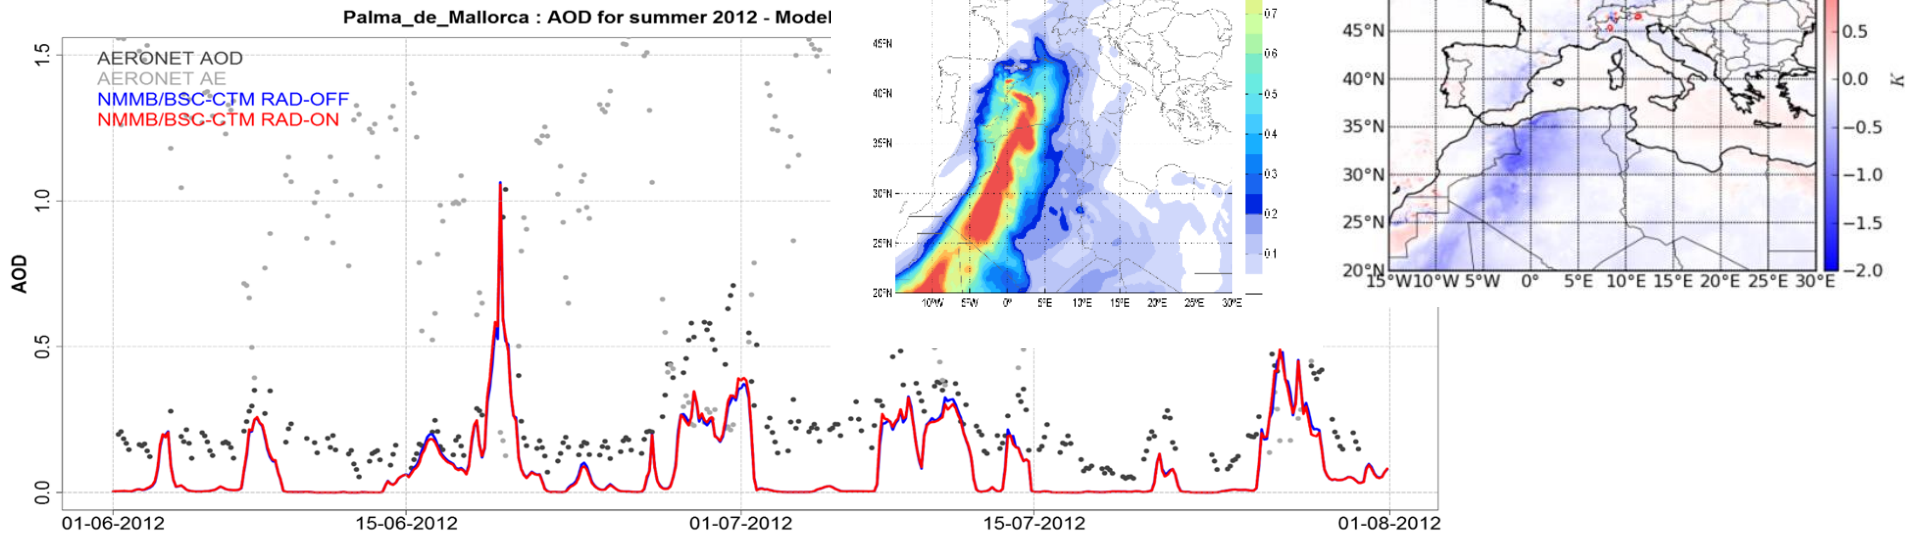 Palma_de_Mallorca : AOD for summer 2012 - Model
AERONET AOD
AERONET AE
NMMB/BSC-CTM RAD-OFF
NMMB/BSC-CTM RAD-ON
AOD
1.5
1.0
0.5
0.0
01-06-2012
15-06-2012
01-07-2012
15-07-2012
01-08-2012
45°N
40°N
35°N
30°N
25°N
20°N
10°W
5°W
0°
5°E
10°E
15°E
20°E
25°E
30°E
0.7
0.6
0.5
0.4
0.3
0.2
0.1
45°N
40°N
35°N
30°N
25°N
20°N
15°W
10°W
5°W
0°
5°E
10°E
15°E
20°E
25°E
30°E
0.5
0.0
−0.5
−1.0
−1.5
−2.0
K